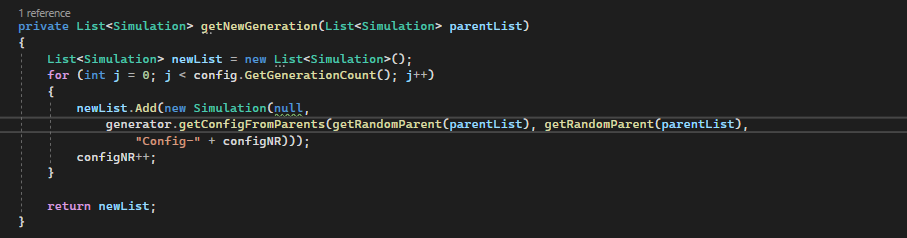 1 reference
private List<Simulation> getNewGeneration(List<Simulation> parentList)
{
List<Simulation> newList = new List<Simulation>();
for (int j = 0; j < config.GetGenerationCount(); j++)
{
newList.Add(new Simulation(null,
generator.getConfigFromParents(getRandomParent(parentList), getRandomParent(parentList),
"Config-" + configNR)));
configNR++;
}
return newList;
}